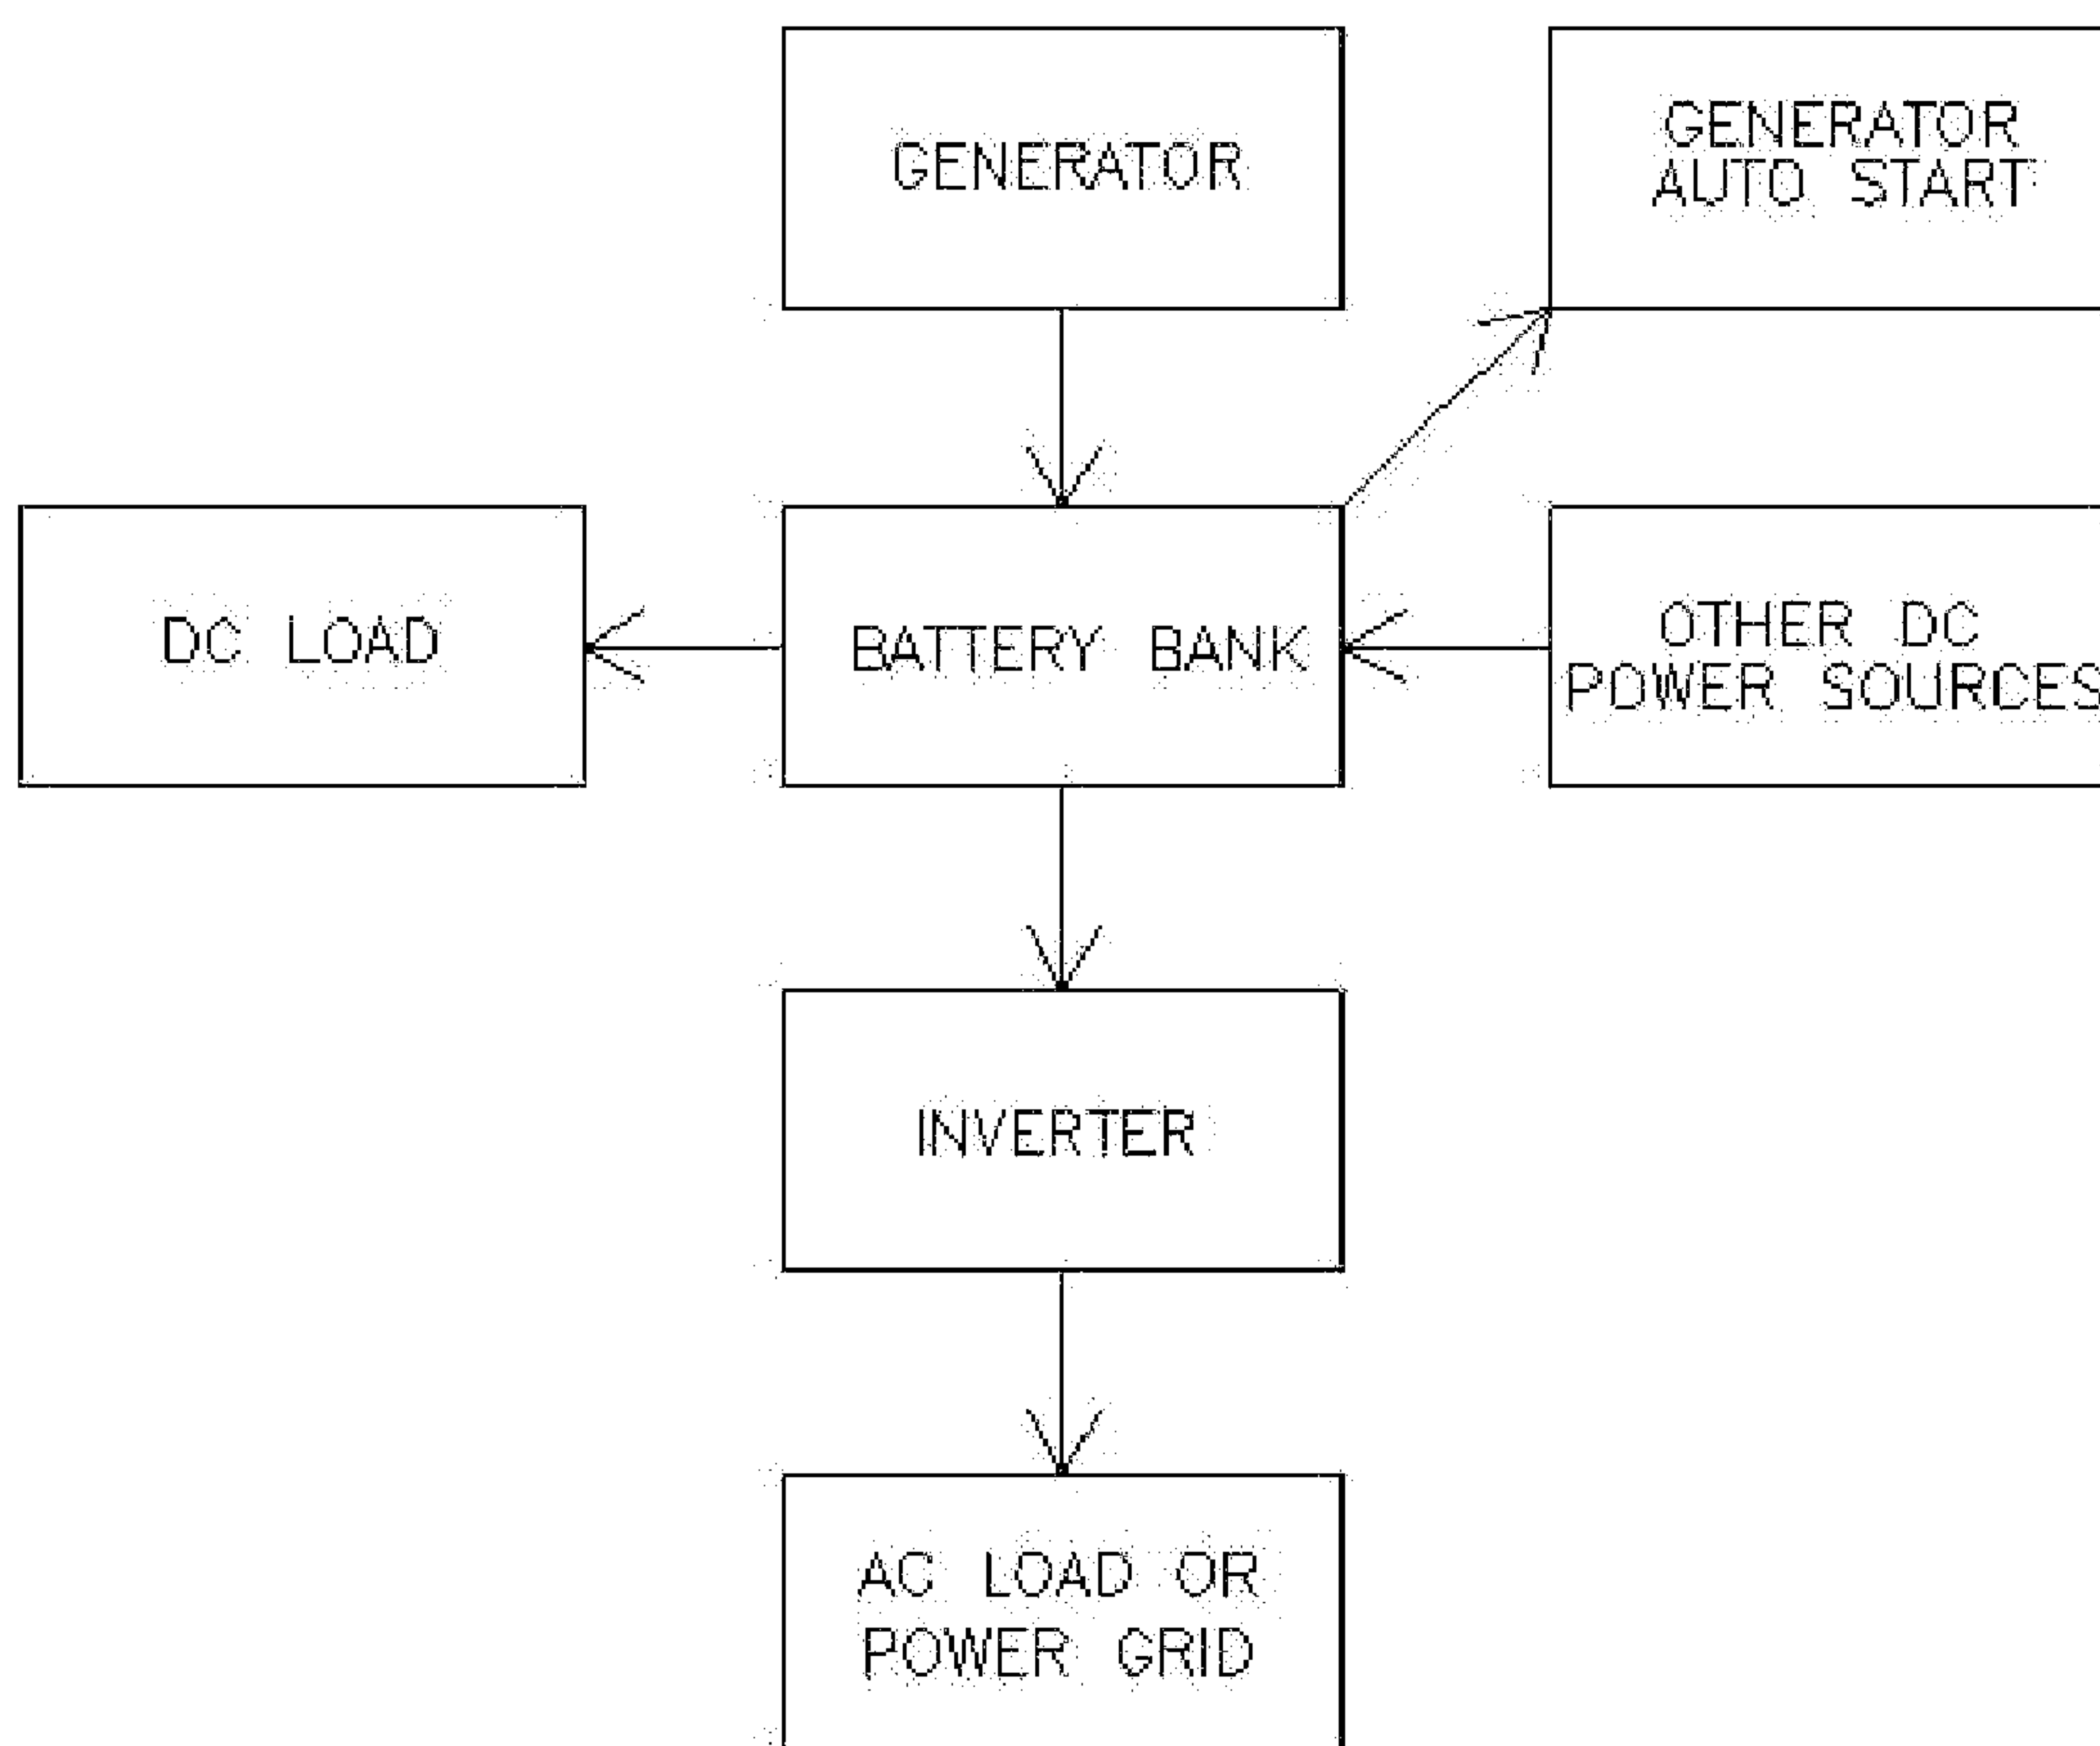 GENERATOR
GENERATOR
AUTO START
DC LOAD
BATTERY BANK
OTHER DC
POWER SOURCES
INVERTER
AC LOAD OR
POWER GRID